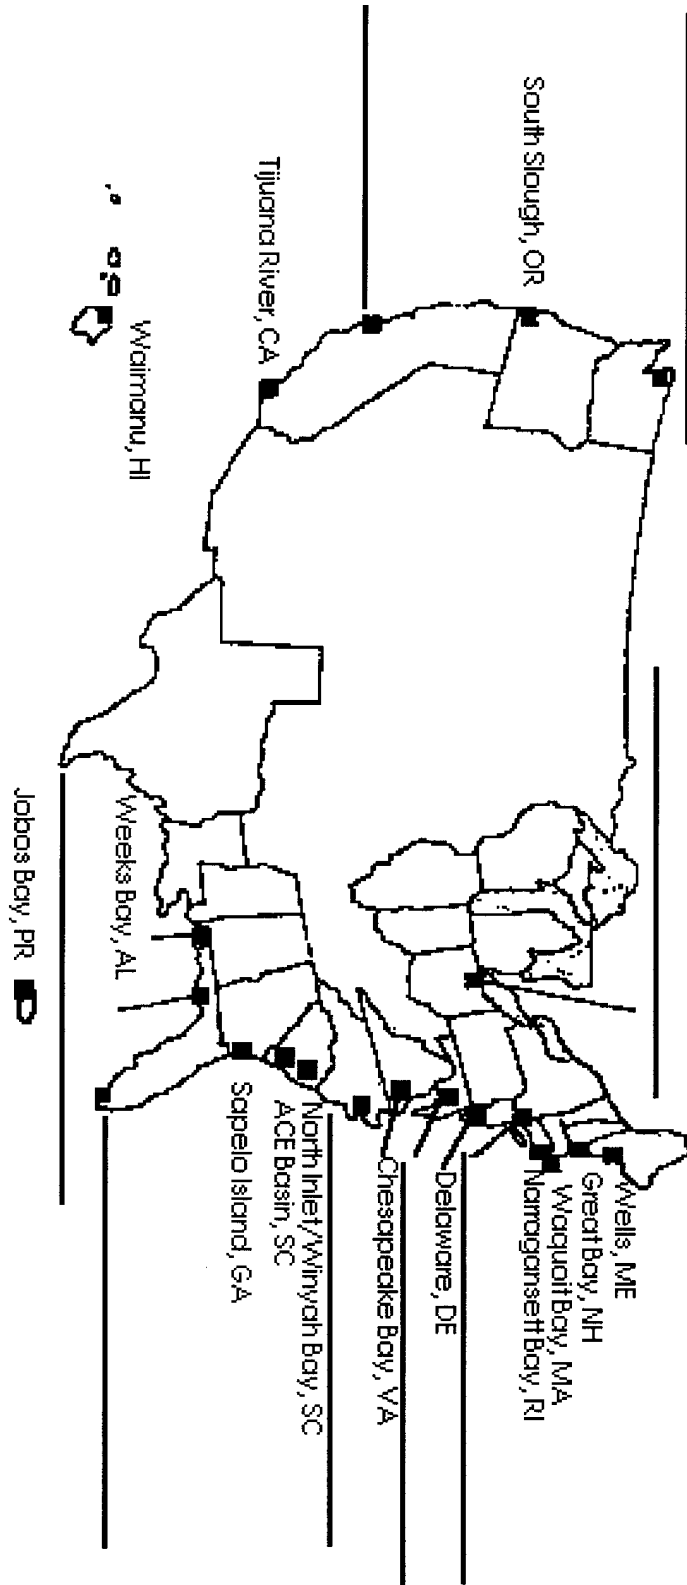 South Slough, OR
Tijuana River, CA
Waimanu, HI
Wells, ME
Great Bay, NH
Waquoit Bay, MA
Narragansett Bay, RI
Delaware, DE
Chesapeake Bay, VA
North Inlet/Winyah Bay, SC
ACE Basin, SC
Sapelo Island, GA
Weeks Bay, AL
Jobos Bay, PR